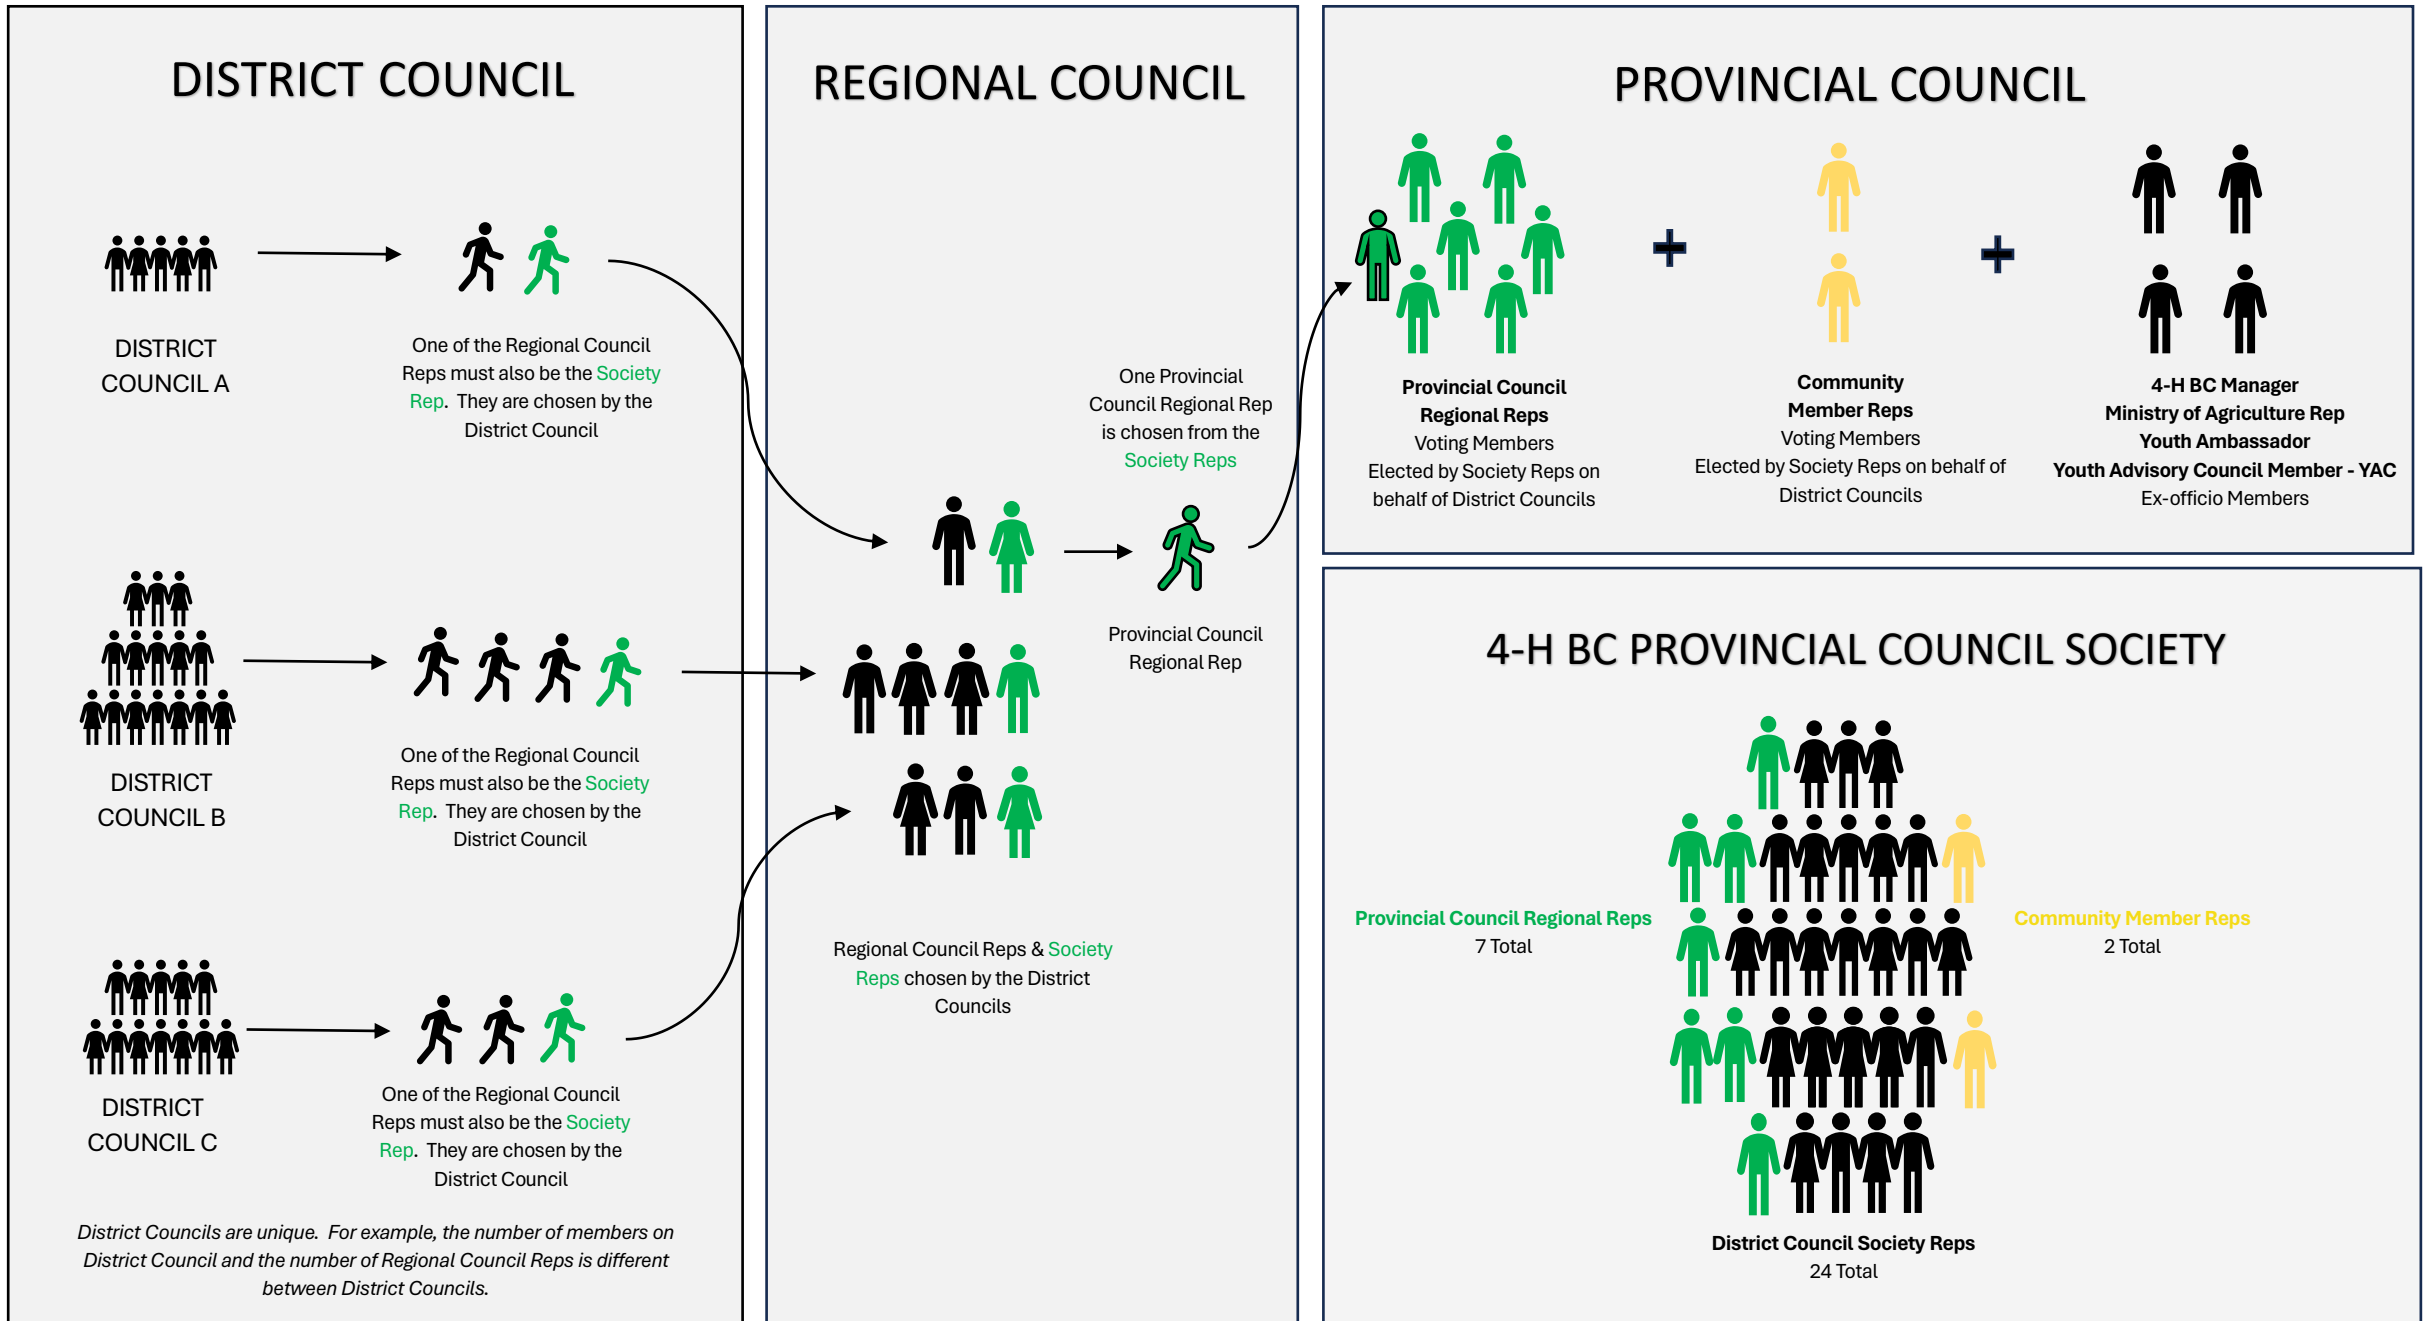 DISTRICT COUNCIL
DISTRICT
COUNCIL A
One of the Regional Council
Reps must also be the Society
Rep. They are chosen by the
District Council
DISTRICT
COUNCIL B
One of the Regional Council
Reps must also be the Society
Rep. They are chosen by the
District Council
DISTRICT
COUNCIL C
One of the Regional Council
Reps must also be the Society
Rep. They are chosen by the
District Council
District Councils are unique. For example, the number of members on
District Council and the number of Regional Council Reps is different
between District Councils.
REGIONAL COUNCIL
One Provincial
Council Regional Rep
is chosen from the
Society Reps
Provincial Council
Regional Rep
Regional Council Reps & Society
Reps chosen by the District
Councils
PROVINCIAL COUNCIL
Provincial Council
Regional Reps
Voting Members
Elected by Society Reps on
behalf of District Councils
Community
Member Reps
Voting Members
Elected by Society Reps on behalf of
District Councils
4-H BC Manager
Ministry of Agriculture Rep
Youth Ambassador
Youth Advisory Council Member - YAC
Ex-officio Members
4-H BC PROVINCIAL COUNCIL SOCIETY
Provincial Council Regional Reps
7 Total
Community Member Reps
2 Total
District Council Society Reps
24 Total